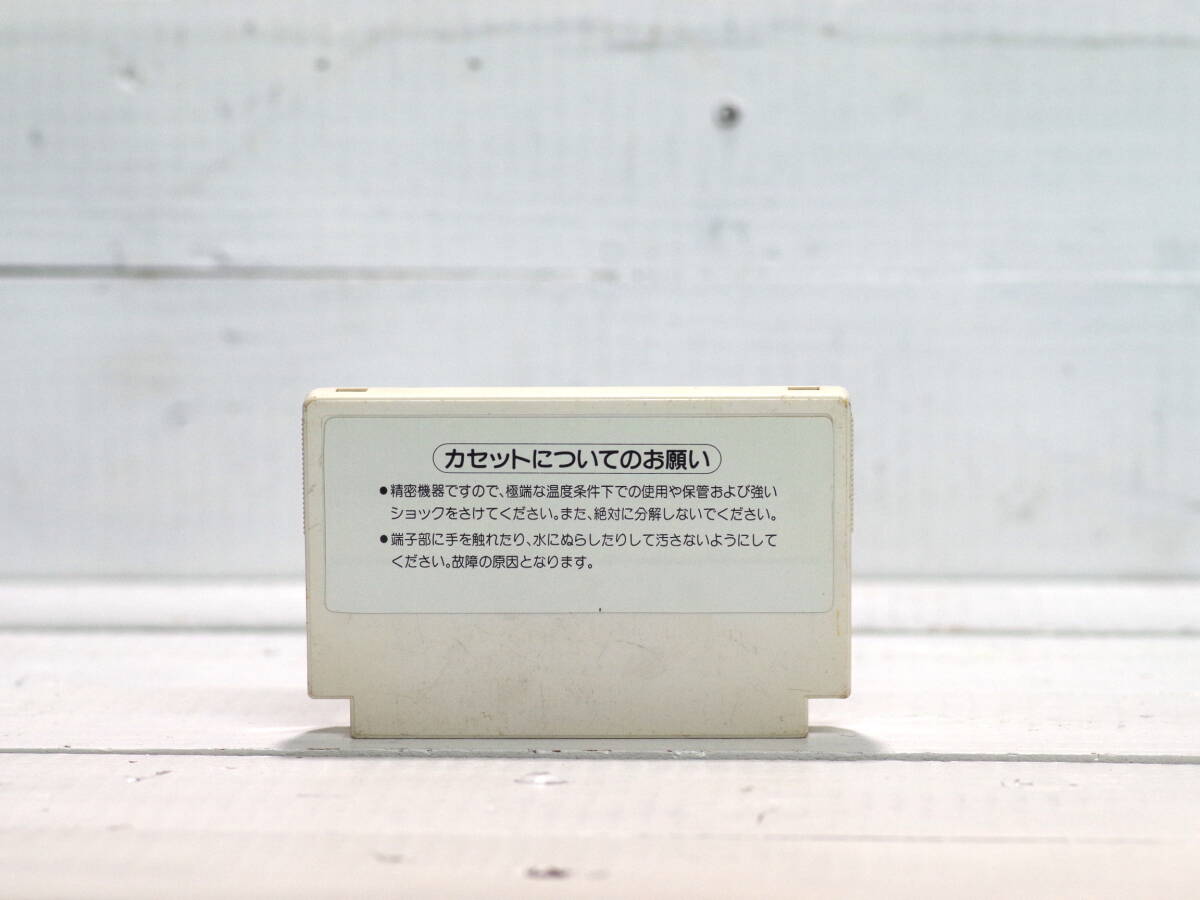 カセットについてのお願い
●精密機器ですので、極端な温度条件下での使用や保管および強い
ショックをさけてください。また、絶対に分解しないでください。
●端子部に手を触れたり、水にぬらしたりして汚さないようにして
ください。故障の原因となります。